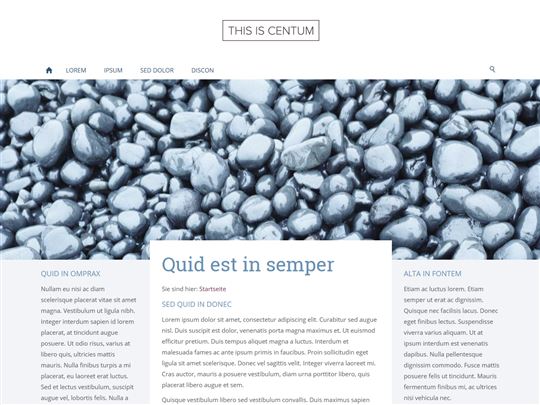 THIS IS CENTUM
LOREM IPSUM SED DOLOR DISCON
QUID IN OMPRAX
Nullam eu nisi ac diam
scelerisque placerat vitae sit amet
magna. Vestibulum ut ligula nibh.
Integer interdum sapien id lorem
placerat, at tincidunt augue
posuere. Ut odio risus, varius at
libero quis, ultricies mattis
mauris. Nulla finibus turpis a mi
placerat, eu hendrerit erat luctus.
Sed et lectus vestibulum, suscipit
augue vel, lobortis ex. Nulla a
Quid est in semper
Sie sind hier: Startseite
SED QUID IN DONEC
Lorem ipsum dolor sit amet, consectetur adipiscing elit. Curabitur sed augue
nisl. Duis suscipit est dolor, venenatis porta magna maximus et, Ut euismod
efficitur pretium. Duis tempus aliquet magna a luctus. Interdum et
malesuada fames ac ante ipsum primis in faucibus. Proin sollicitudin eget
ligula sit amet scelerisque. Donec vel sagittis velit. Integer laoreet mi orci.
Cras auctor, mauris a posuere vestibulum, diam urna porttitor libero, quis
placerat libero augue et sem.
Quisque vestibulum libero quis mauris commodo. Duis maximus sapien
ALTA IN FONTEM
Etiam ac luctus lorem. Etiam
semper ut erat ac dignissim.
Quisque nec facilisis lacus. Donec
eget finibus lectus. Suspendisse
viverra varius aliquam. Ut at
ipsum interdum est venenatis
dapibus. Nulla pellentesque
dignissim commodo. Fusce mattis
posuere felis ut tincidunt. Mauris
fermentum finibus mi, ac ultrices
nisi vehicula nec.